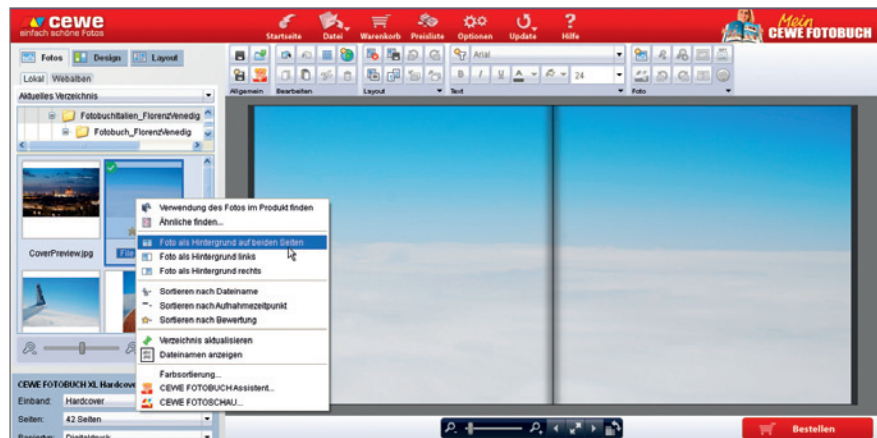 cewe
einfach schöne Fotos
Startseite Datei Warenkorb Preisliste Optionen Update Hilfe
Mein
CEWE FOTOBUCH
Fotos Design Layout
Lokal Webalben
Aktuelles Verzeichnis
FotobuchItalien_FlorenzVenedig
Fotobuch_FlorenzVenedig
Arial
B I U A 24
Allgemein Bearbeiten Layout Text Foto
CoverPreview.jpg File
Verwendung des Fotos im Produkt finden
Ähnliche finden...
Foto als Hintergrund auf beiden Seiten
Foto als Hintergrund links
Foto als Hintergrund rechts
Sortieren nach Dateiname
Sortieren nach Aufnahmezeitpunkt
Sortieren nach Bewertung
Verzeichnis aktualisieren
Dateinamen anzeigen
Farbsortierung...
CEWE FOTOBUCH Assistent...
CEWE FOTOSCHAU...
CEWE FOTOBUCH XL Hardcove
Einband: Hardcover
Seiten: 42 Seiten
Papiertyp: Digitaldruck
Bestellen